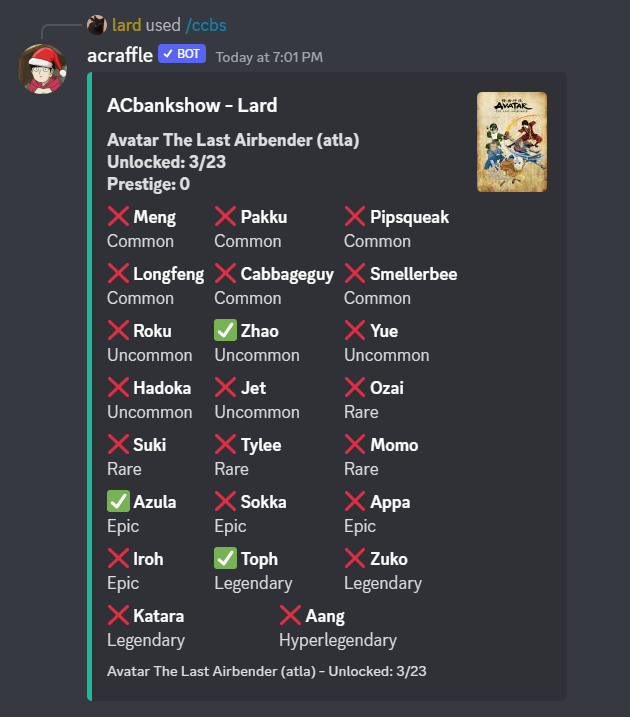 lard used /ccbs
acraffle ✓ BOT Today at 7:01 PM
ACbankshow - Lard
AVATAR
Avatar The Last Airbender (atla)
Unlocked: 3/23
Prestige: 0
❌ Meng ❌ Pakku ❌ Pipsqueak
Common Common Common
❌ Longfeng ❌ Cabbageguy ❌ Smellerbee
Common Common Common
❌ Roku ✅ Zhao ❌ Yue
Uncommon Uncommon Uncommon
❌ Hadoka ❌ Jet ❌ Ozai
Uncommon Uncommon Rare
❌ Suki ❌ Tylee ❌ Momo
Rare Rare Rare
✅ Azula ❌ Sokka ❌ Appa
Epic Epic Epic
❌ Iroh ✅ Toph ❌ Zuko
Epic Legendary Legendary
❌ Katara ❌ Aang
Legendary Hyperlegendary
Avatar The Last Airbender (atla) - Unlocked: 3/23